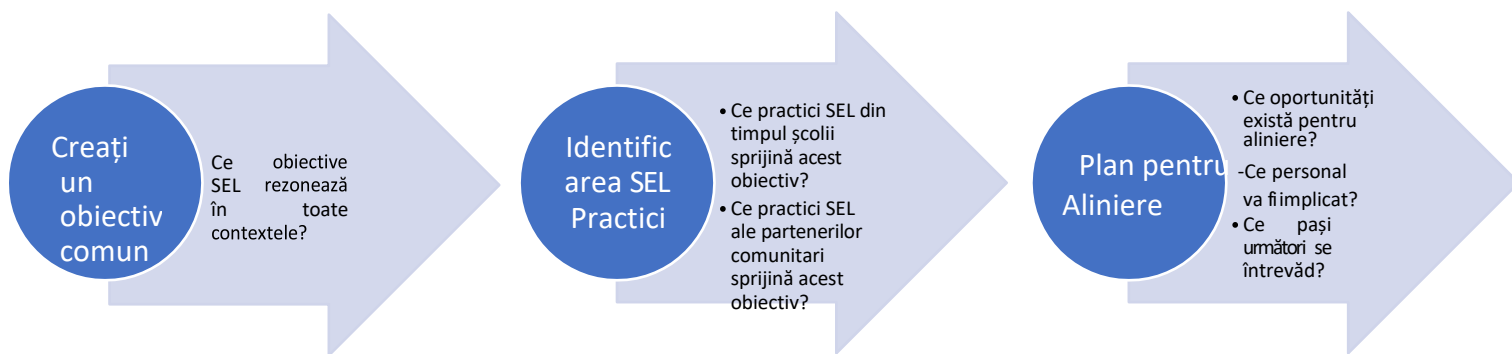 Creați
un
obiectiv
comun
Ce obiective
SEL rezonează
în toate
contextele?
Identific
area SEL
Practici
• Ce practici SEL din
timpul școlii
sprijină acest
obiectiv?
• Ce practici SEL
ale partenerilor
comunitari
sprijină acest
obiectiv?
Plan pentru
Aliniere
• Ce oportunități
există pentru
aliniere?
-Ce personal
va fi implicat?
• Ce pași
următori se
întrevăd?